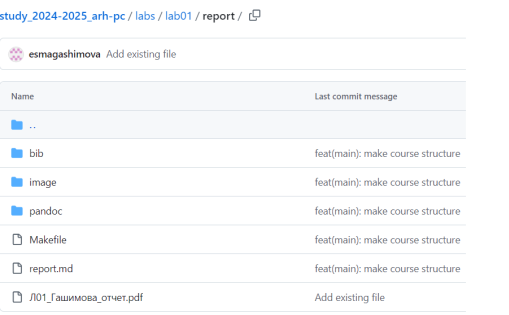 study_2024-2025_arh-pc / labs / lab01 / report /
esmagashimova Add existing file
Name Last commit message
..
bib feat(main): make course structure
image feat(main): make course structure
pandoc feat(main): make course structure
Makefile feat(main): make course structure
report.md feat(main): make course structure
Л01_Гашимова_отчет.pdf Add existing file